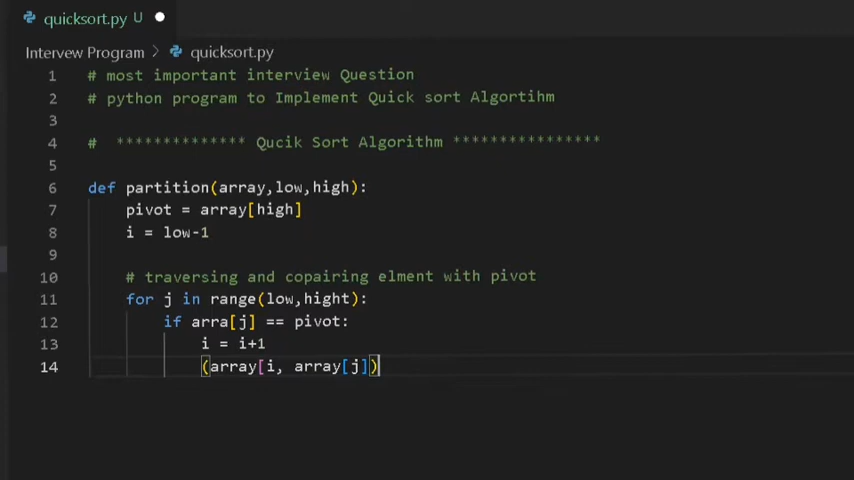 quicksort.py U
Intervew Program > quicksort.py
1 # most important interview Question
2 # python program to Implement Quick sort Algortihm
3
4 # ************** Qucik Sort Algorithm ****************
5
6 def partition(array,low,high):
7 pivot = array[high]
8 i = low-1
9
10 # traversing and copairing elment with pivot
11 for j in range(low,hight):
12 if arra[j] == pivot:
13 i = i+1
14 (array[i, array[j])